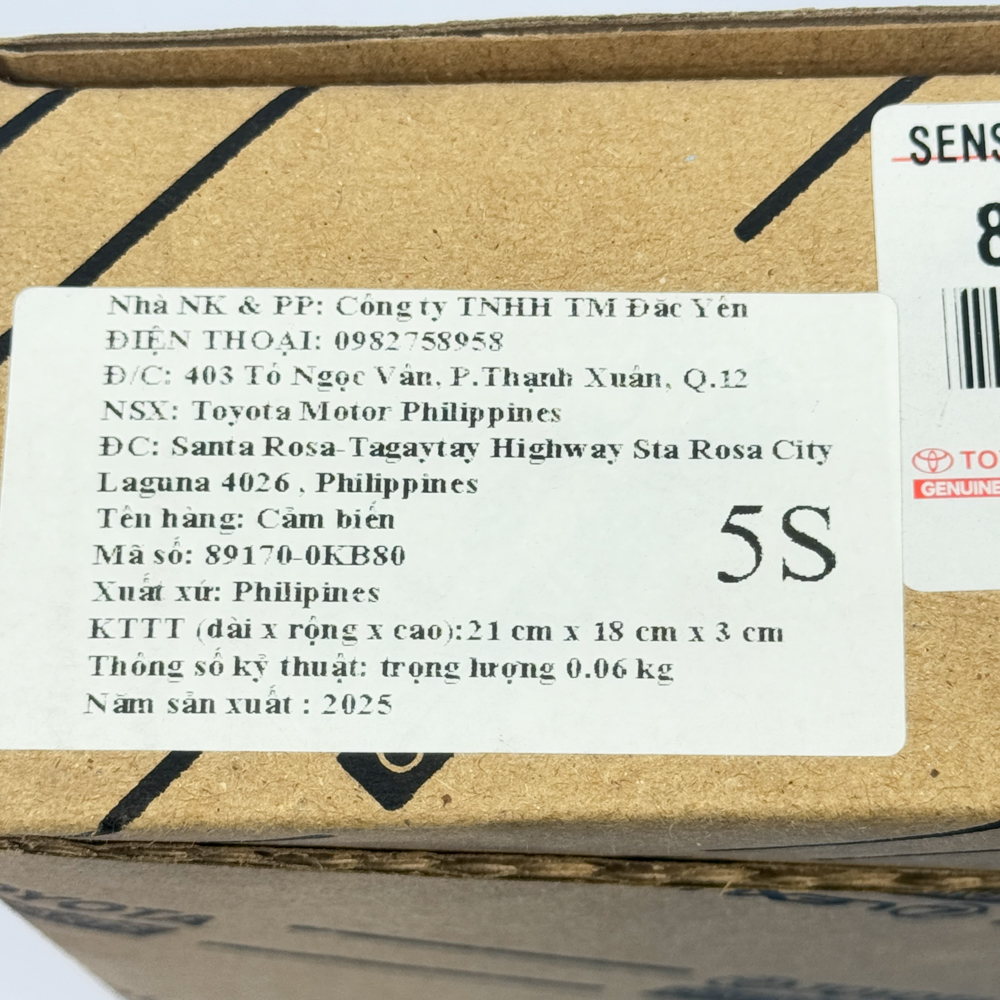 Nhà NK & PP: Công ty TNHH TM Đắc Yên
ĐIỆN THOẠI: 0982758958
Đ/C: 403 Tô Ngọc Vân, P.Thạnh Xuân, Q.12
NSX: Toyota Motor Philippines
ĐC: Santa Rosa-Tagaytay Highway Sta Rosa City
Laguna 4026 , Philippines
Tên hàng: Cảm biến
Mã số: 89170-0KB80
Xuất xứ: Philipines
KTTT (dài x rộng x cao):21 cm x 18 cm x 3 cm
Thông số kỹ thuật: trọng lượng 0.06 kg
Năm sản xuất : 2025
5S
SENS
8
TO
GENUINE